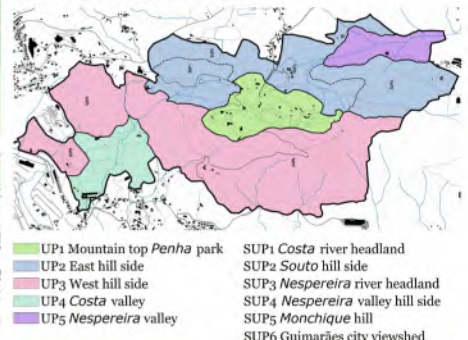 UP1 Mountain top Penha park
UP2 East hill side
UP3 West hill side
UP4 Costa valley
UP5 Nespereira valley
SUP1 Costa river headland
SUP2 Souto hill side
SUP3 Nespereira river headland
SUP4 Nespereira valley hill side
SUP5 Monchique hill
SUP6 Guimarães city viewshed